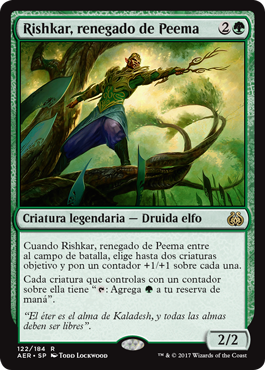 Rishkar, renegado de Peema 2
Criatura legendaria — Druida elfo
Cuando Rishkar, renegado de Peema entre
al campo de batalla, elige hasta dos criaturas
objetivo y pon un contador +1/+1 sobre cada una.
Cada criatura que controlas con un contador
sobre ella tiene “: Agrega a tu reserva de
maná”.
“El éter es el alma de Kaladesh, y todas las almas
deben ser libres”.
2/2
122/184 R
AER • SP Todd Lockwood
™ & © 2017 Wizards of the Coast